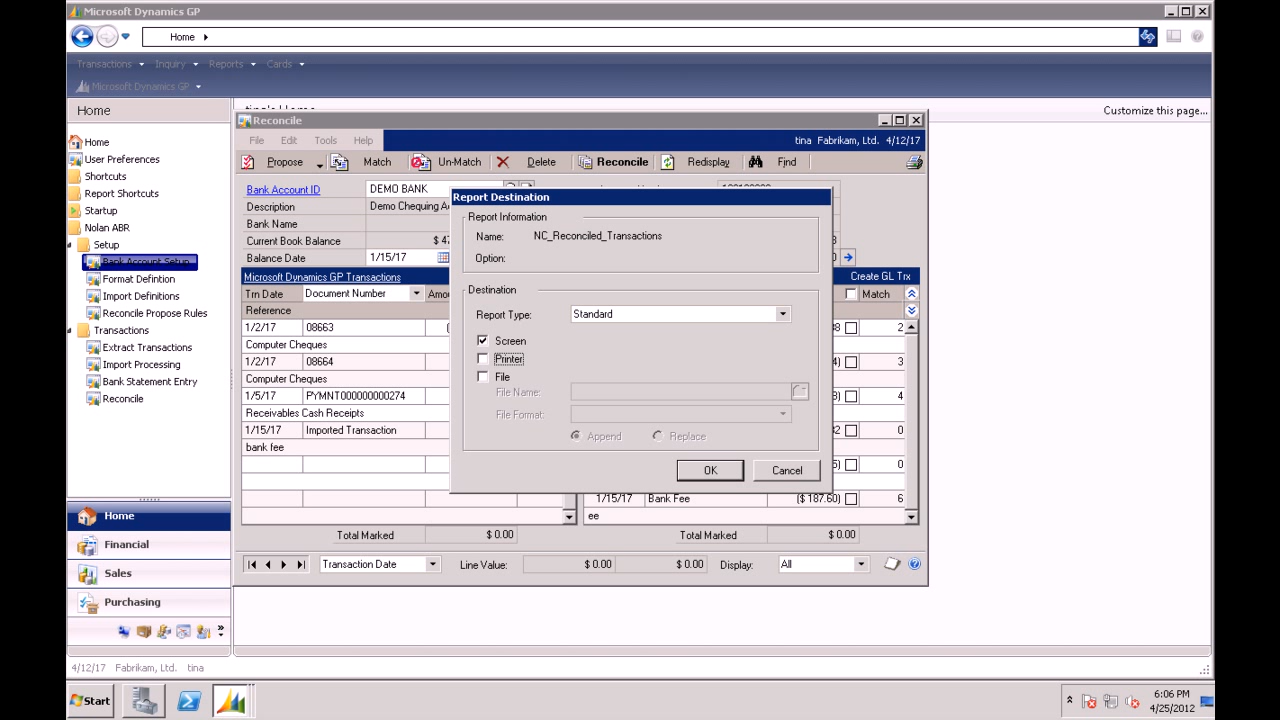 Microsoft Dynamics GP
Home
Transactions Inquiry Reports Cards
Microsoft Dynamics GP
Home
Customize this page...
Home
User Preferences
Shortcuts
Report Shortcuts
Startup
Nolan ABR
Setup
Bank Account Setup
Format Defintion
Import Definitions
Reconcile Propose Rules
Transactions
Extract Transactions
Import Processing
Bank Statement Entry
Reconcile
Home
Financial
Sales
Purchasing
Reconcile
File Edit Tools Help
tina Fabrikam, Ltd. 4/12/17
Propose Match Un-Match Delete Reconcile Redisplay Find
Bank Account ID DEMO BANK
Description Demo Chequing
Bank Name
Current Book Balance
Balance Date 1/15/17
Microsoft Dynamics GP Transactions Create GL Trx
Trn Date Document Number Match
Reference
1/2/17 08663 2
Computer Cheques
1/2/17 08664 3
Computer Cheques
1/5/17 PYMNT000000000274 4
Receivables Cash Receipts
1/15/17 Imported Transaction 0
bank fee
0
1/15/17 Bank Fee ($ 187.60) 6
ee
Total Marked $ 0.00 Total Marked $ 0.00
Transaction Date Line Value: $ 0.00 $ 0.00 Display: All
Report Destination
Report Information
Name: NC_Reconciled_Transactions
Option:
Destination
Report Type: Standard
Screen
Printer
File
File Name:
File Format:
Append Replace
OK Cancel
4/12/17 Fabrikam, Ltd. tina
Start
6:06 PM
4/25/2012